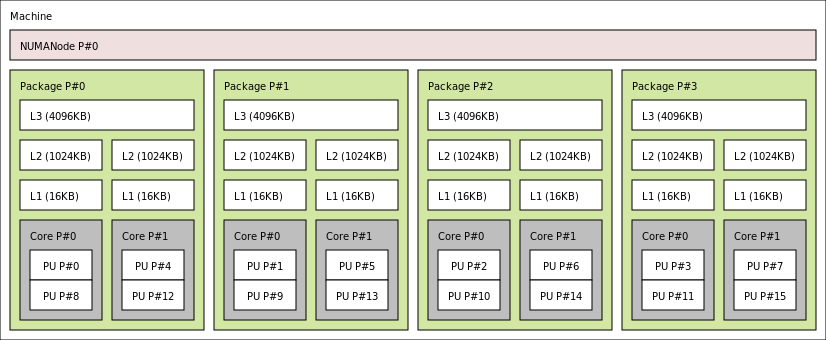 Machine
NUMANode P#0
Package P#0 Package P#1 Package P#2 Package P#3
L3 (4096KB) L3 (4096KB) L3 (4096KB) L3 (4096KB)
L2 (1024KB) L2 (1024KB) L2 (1024KB) L2 (1024KB) L2 (1024KB) L2 (1024KB) L2 (1024KB) L2 (1024KB)
L1 (16KB) L1 (16KB) L1 (16KB) L1 (16KB) L1 (16KB) L1 (16KB) L1 (16KB) L1 (16KB)
Core P#0 Core P#1 Core P#0 Core P#1 Core P#0 Core P#1 Core P#0 Core P#1
PU P#0 PU P#4 PU P#1 PU P#5 PU P#2 PU P#6 PU P#3 PU P#7
PU P#8 PU P#12 PU P#9 PU P#13 PU P#10 PU P#14 PU P#11 PU P#15